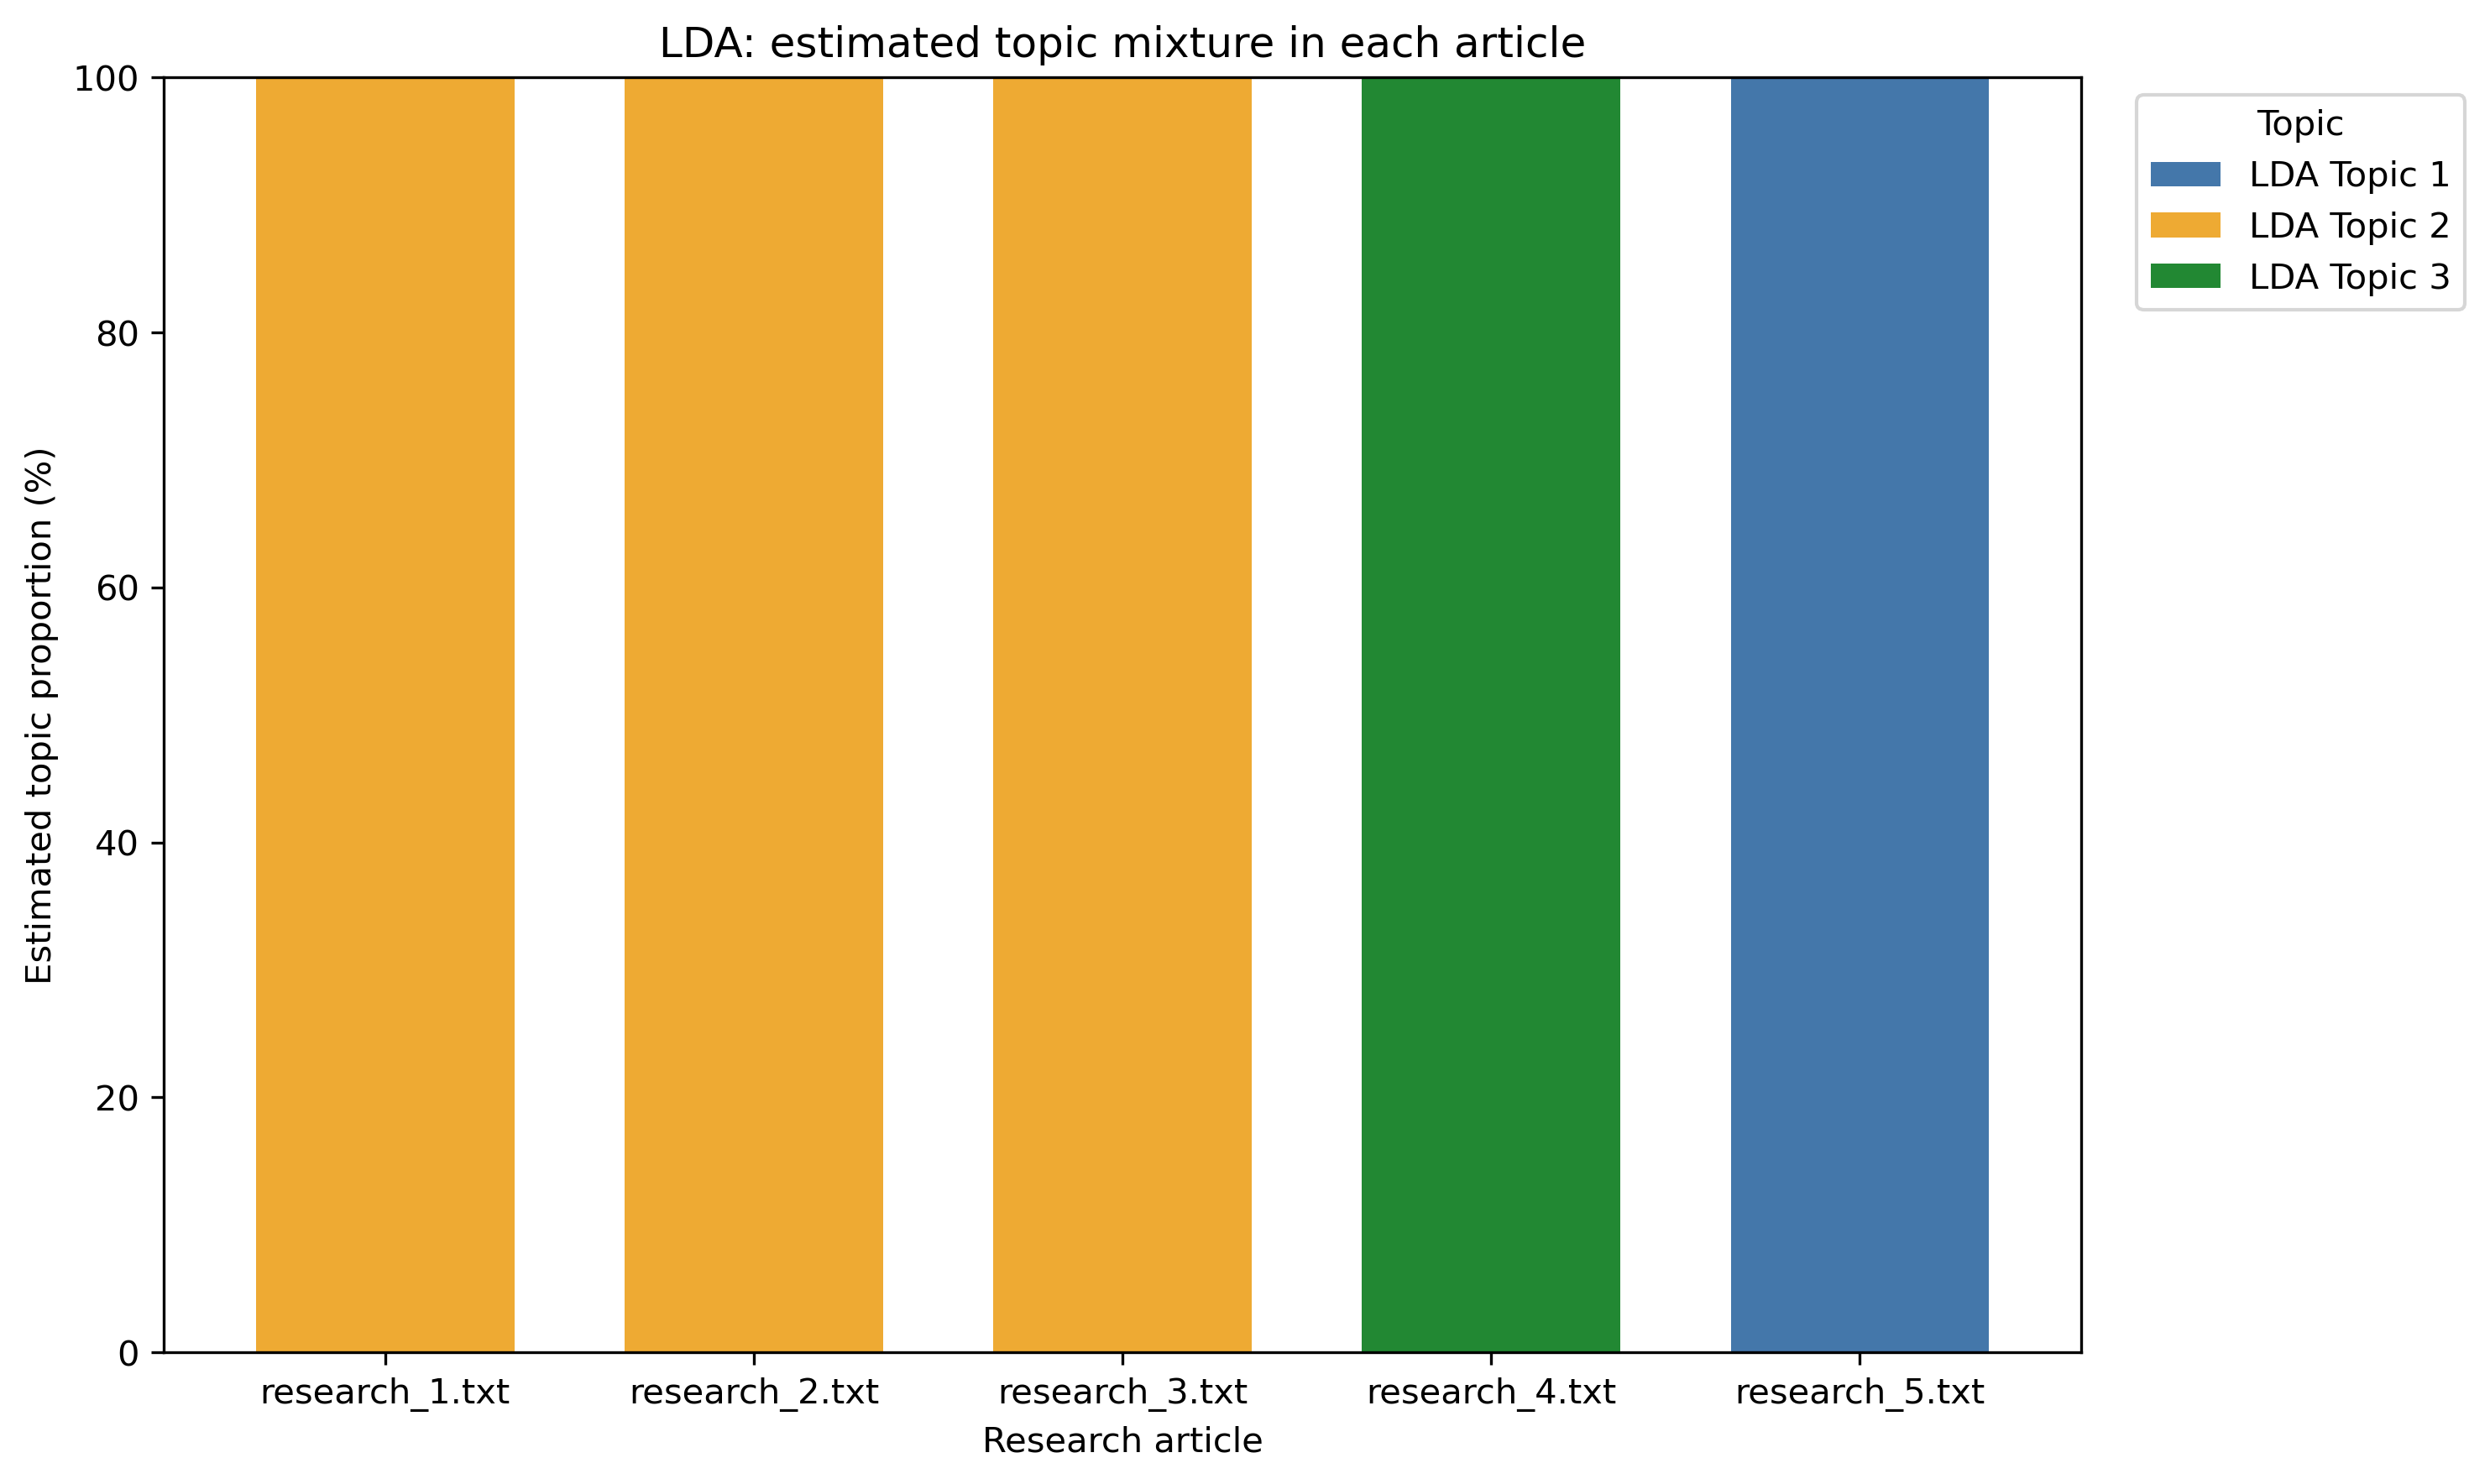 LDA: estimated topic mixture in each article
100
80
60
40
20
0
Estimated topic proportion (%)
research_1.txt
research_2.txt
research_3.txt
research_4.txt
research_5.txt
Research article
Topic
LDA Topic 1
LDA Topic 2
LDA Topic 3